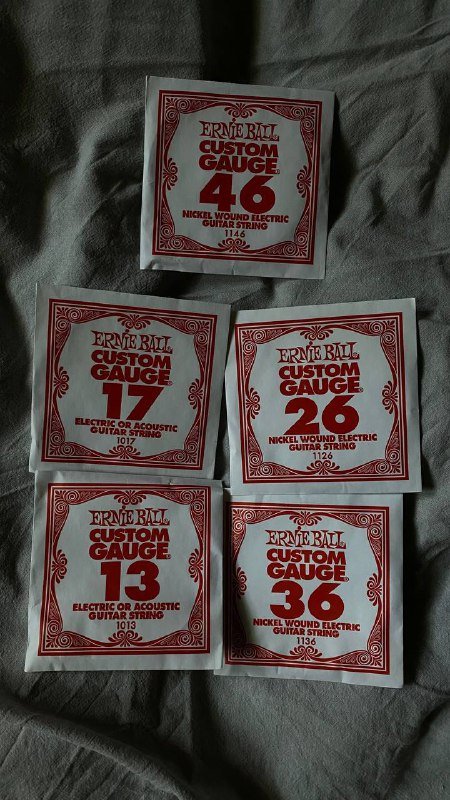 ERNIE BALL
CUSTOM
GAUGE®
46
NICKEL WOUND ELECTRIC
GUITAR STRING
1146
ERNIE BALL
CUSTOM
GAUGE®
17
ELECTRIC OR ACOUSTIC
GUITAR STRING
1017
ERNIE BALL
CUSTOM
GAUGE®
26
NICKEL WOUND ELECTRIC
GUITAR STRING
1126
ERNIE BALL
CUSTOM
GAUGE®
13
ELECTRIC OR ACOUSTIC
GUITAR STRING
1013
ERNIE BALL
CUSTOM
GAUGE®
36
NICKEL WOUND ELECTRIC
GUITAR STRING
1136